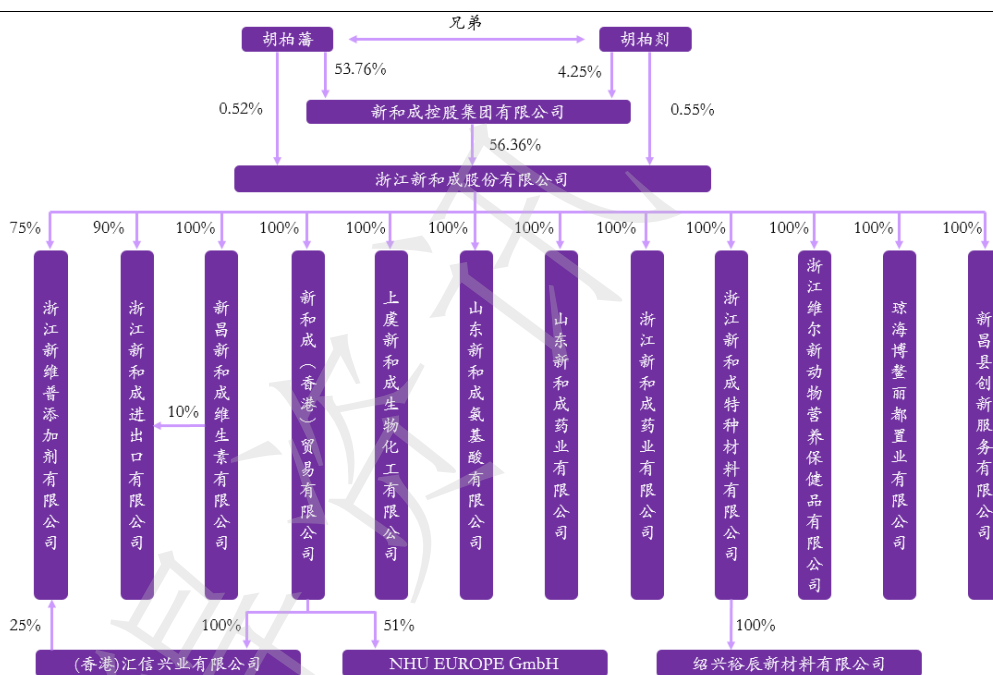 兄弟
胡柏藩
胡柏剡
53.76%
4.25%
0.52%
0.55%
新和成控股集团有限公司
56.36%
浙江新和成股份有限公司
75%
90%
100%
100%
100%
100%
100%
100%
100%
100%
100%
100%
浙江新维普添加剂有限公司
浙江新和成进出口有限公司
新昌新和成维生素有限公司
新和成（香港）贸易有限公司
上虞新和成生物化工有限公司
山东新和成氨基酸有限公司
山东新和成药业有限公司
浙江新和成药业有限公司
浙江新和成特种材料有限公司
浙江维尔新动物营养保健品有限公司
琼海博鳌丽都置业有限公司
新昌县创新服务有限公司
10%
25%
100%
51%
100%
(香港)汇信兴业有限公司
NHU EUROPE GmbH
绍兴裕辰新材料有限公司